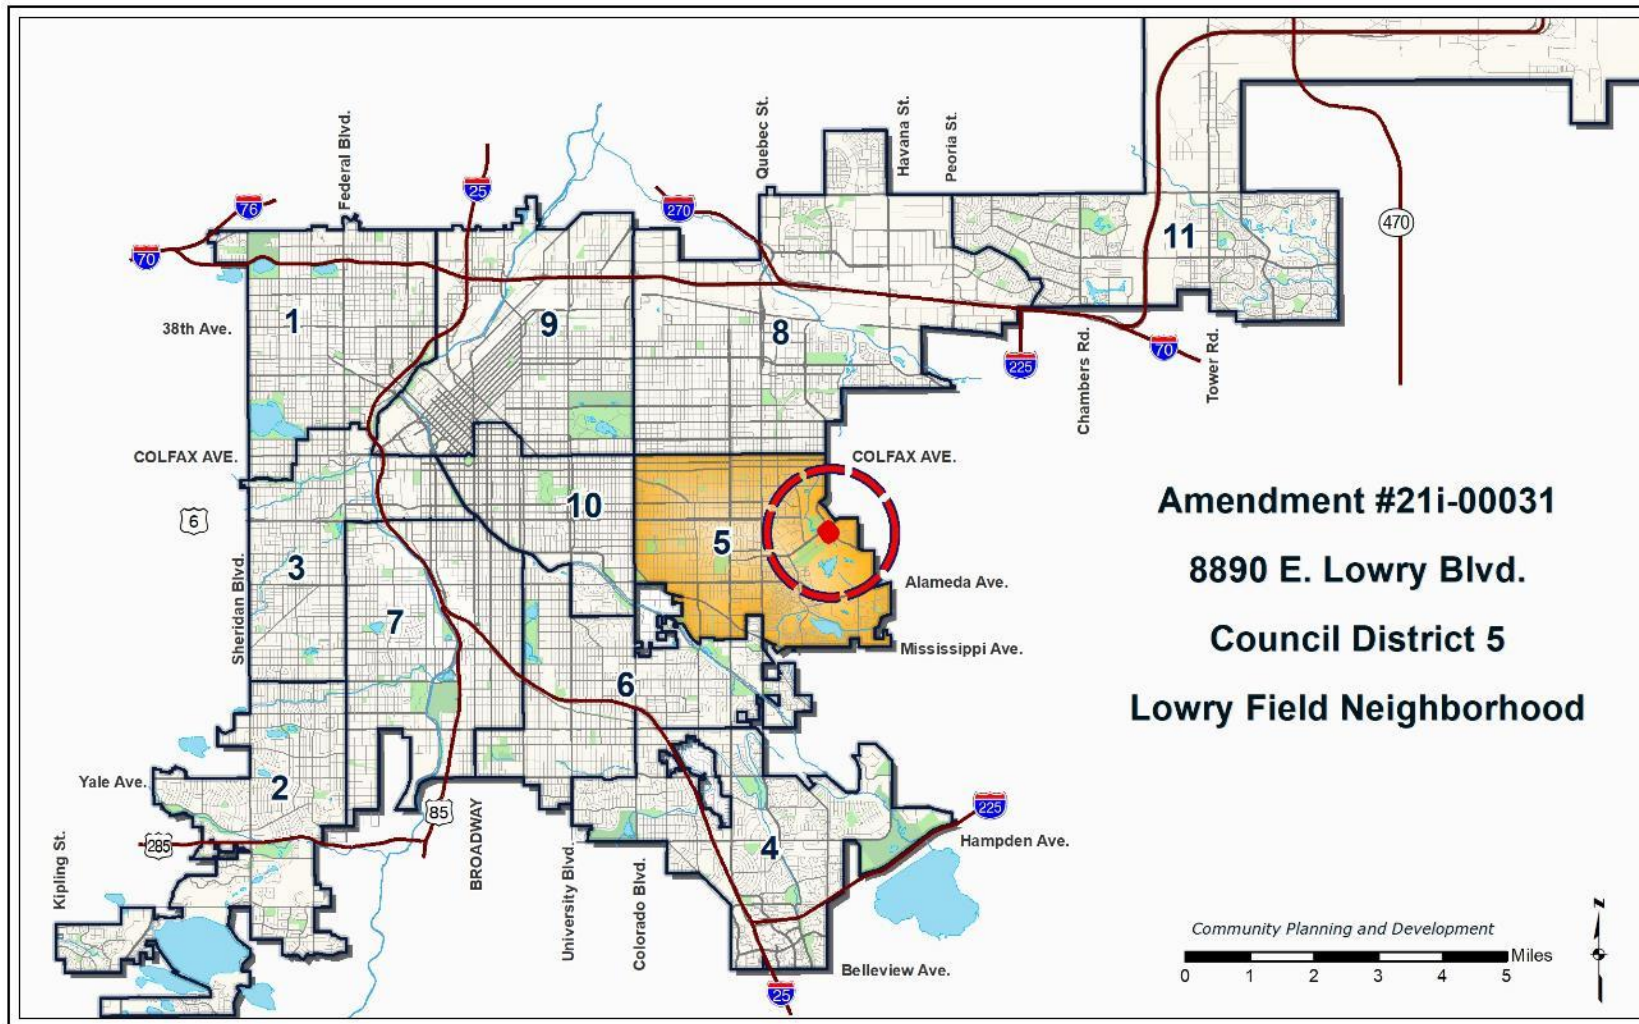 Federal Blvd.
Quebec St.
Havana St.
Peoria St.
25
76
270
70
470
11
1
9
8
38th Ave.
225
70
Chambers Rd.
Tower Rd.
COLFAX AVE.
COLFAX AVE.
6
10
5
3
Sheridan Blvd.
Alameda Ave.
7
Mississippi Ave.
6
Amendment #21i-00031
8890 E. Lowry Blvd.
Council District 5
Lowry Field Neighborhood
Yale Ave.
2
85
225
285
BROADWAY
4
Hampden Ave.
Kipling St.
University Blvd.
Colorado Blvd.
Belleview Ave.
25
Community Planning and Development
Miles
0 1 2 3 4 5
z